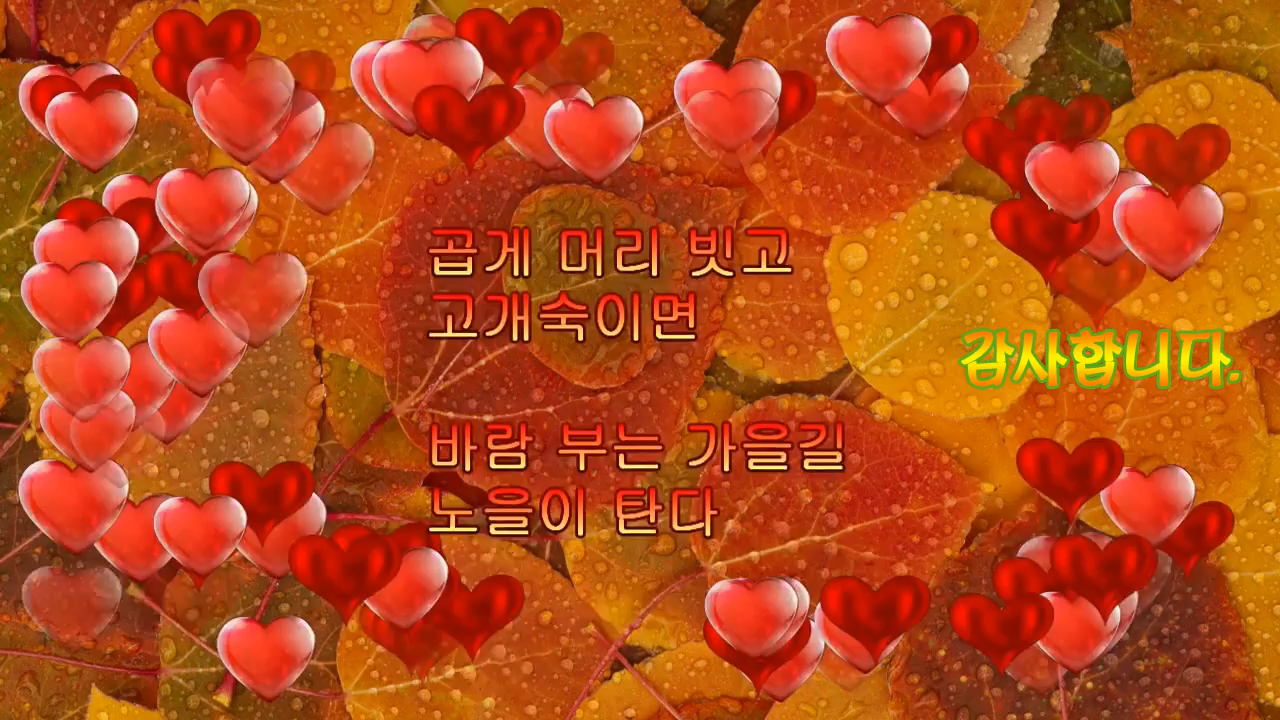 곱게 머리 빗고
고개숙이면
바람 부는 가을길
노을이 탄다
감사합니다.